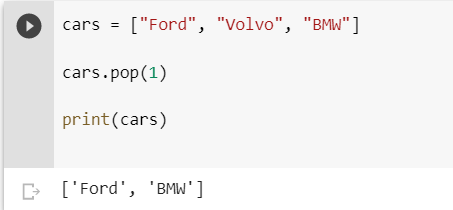 cars = ["Ford", "Volvo", "BMW"]
cars.pop(1)
print(cars)
['Ford', 'BMW']